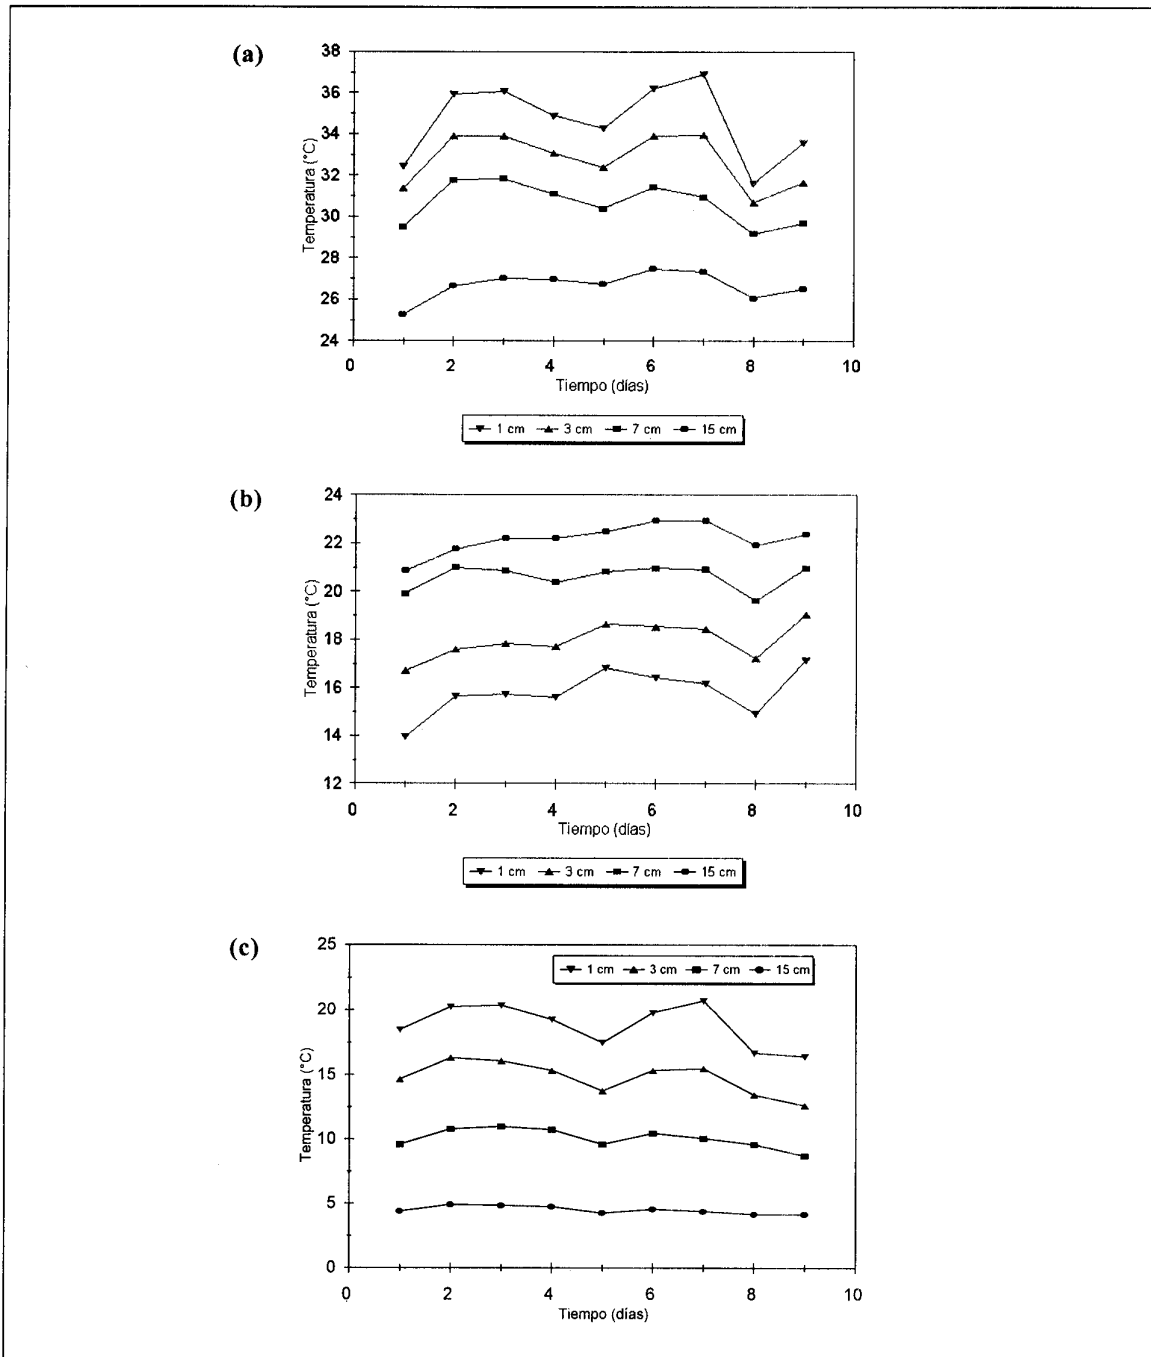 (a)
38
36
34
32
30
28
26
24
Temperatura (°C)
0 2 4 6 8 10
Tiempo (días)
1 cm 3 cm 7 cm 15 cm
(b)
24
22
20
18
16
14
12
Temperatura (°C)
0 2 4 6 8 10
Tiempo (días)
1 cm 3 cm 7 cm 15 cm
(c)
25
20
15
10
5
0
Temperatura (°C)
1 cm 3 cm 7 cm 15 cm
0 2 4 6 8 10
Tiempo (días)